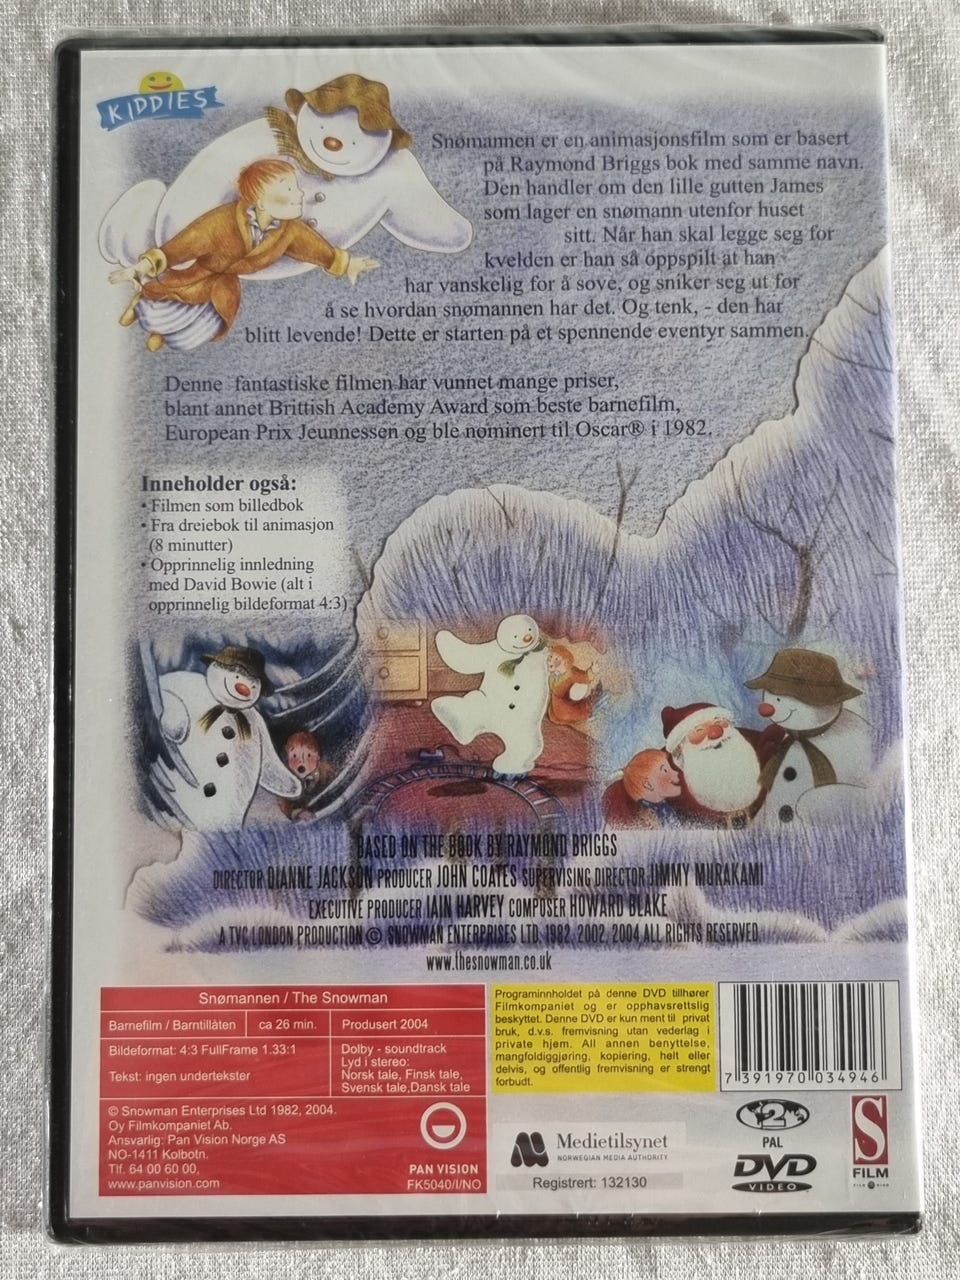 KIDDIES
Snømannen er en animasjonsfilm som er basert
på Raymond Briggs bok med samme navn.
Den handler om den lille gutten James
som lager en snømann utenfor huset
sitt. Når han skal legge seg for
kvelden er han så oppspilt at han
har vanskelig for å sove, og sniker seg ut for
å se hvordan snømannen har det. Og tenk, - den har
blitt levende! Dette er starten på et spennende eventyr sammen.
Denne fantastiske filmen har vunnet mange priser,
blant annet Brittish Academy Award som beste barnefilm,
European Prix Jeunnessen og ble nominert til Oscar® i 1982.
Inneholder også:
• Filmen som billedbok
• Fra dreiebok til animasjon
(8 minutter)
• Opprinnelig innledning
med David Bowie (alt i
opprinnelig bildeformat 4:3)
BASED ON THE BOOK BY RAYMOND BRIGGS
DIRECTOR DIANNE JACKSON PRODUCER JOHN COATES SUPERVISING DIRECTOR JIMMY MURAKAMI
EXECUTIVE PRODUCER IAIN HARVEY COMPOSER HOWARD BLAKE
A TVC LONDON PRODUCTION © SNOWMAN ENTERPRISES LTD. 1982, 2002, 2004 ALL RIGHTS RESERVED
www.thesnowman.co.uk
Snømannen / The Snowman
Barnefilm / Barntillåten
ca 26 min.
Produsert 2004
Bildeformat: 4:3 FullFrame 1.33:1
Tekst: ingen undertekster
Dolby - soundtrack
Lyd i stereo:
Norsk tale, Finsk tale,
Svensk tale,Dansk tale
© Snowman Enterprises Ltd 1982, 2004.
Oy Filmkompaniet Ab.
Ansvarlig: Pan Vision Norge AS
NO-1411 Kolbotn.
Tlf. 64 00 60 00,
www.panvision.com
PAN VISION
FK5040/I/NO
Programinnholdet på denne DVD tillhører
Filmkompaniet og er opphavsrettslig
beskyttet. Denne DVD er kun ment til privat
bruk, d.v.s. fremvisning utan vederlag i
private hjem. All annen benyttelse,
mangfoldiggjøring, kopiering, helt eller
delvis, og offentlig fremvisning er strengt
forbudt.
7 391970 034946
Medietilsynet
NORWEGIAN MEDIA AUTHORITY
Registrert: 132130
2
PAL
DVD
VIDEO
S
FILM